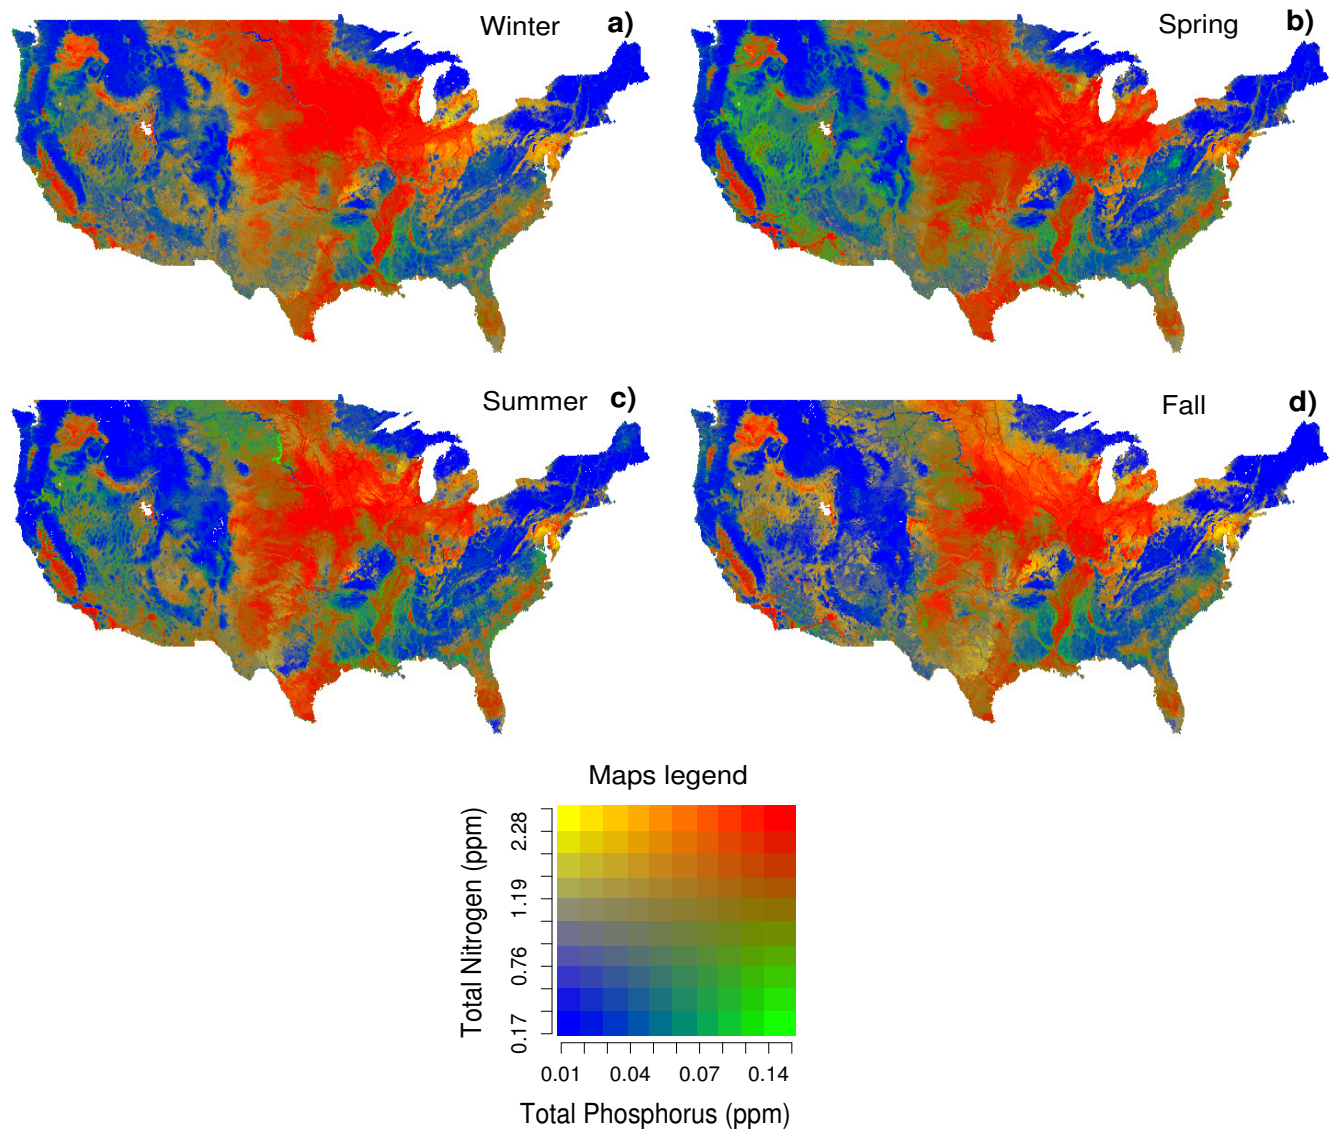 Winter a)
Spring b)
Summer c)
Fall d)
Maps legend
Total Nitrogen (ppm)
2.28
1.19
0.76
0.17
0.01 0.04 0.07 0.14
Total Phosphorus (ppm)